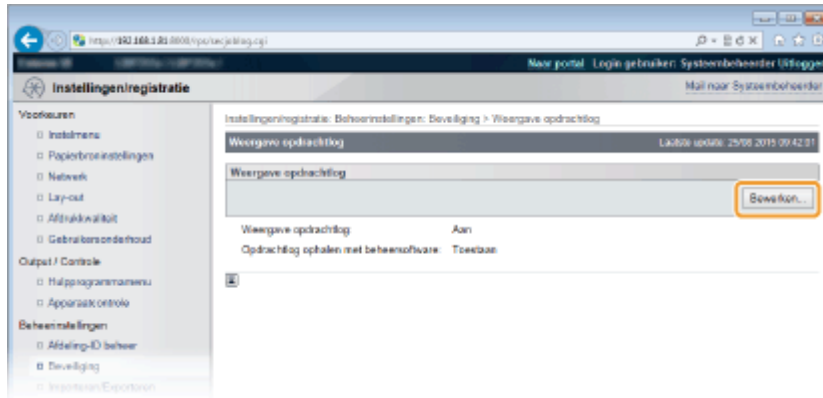 Naar portal Login gebruiker: Systeembeheerder Uitloggen
Instellingen/registratie
Mail naar Systeembeheerder
Voorkeuren
Instelmenu
Papierbroninstellingen
Netwerk
Lay-out
Afdrukkwaliteit
Gebruikersonderhoud
Output / Controle
Hulpprogrammamenu
Apparaatcontrole
Beheerinstellingen
Afdeling-ID beheer
Beveiliging
Importeren/Exporteren
Instellingen/registratie: Beheerinstellingen: Beveiliging > Weergave opdrachtlog
Weergave opdrachtlog
Laatste update: 25/08 2015 09:42:01
Weergave opdrachtlog
Bewerken...
Weergave opdrachtlog: Aan
Opdrachtlog ophalen met beheersoftware: Toestaan